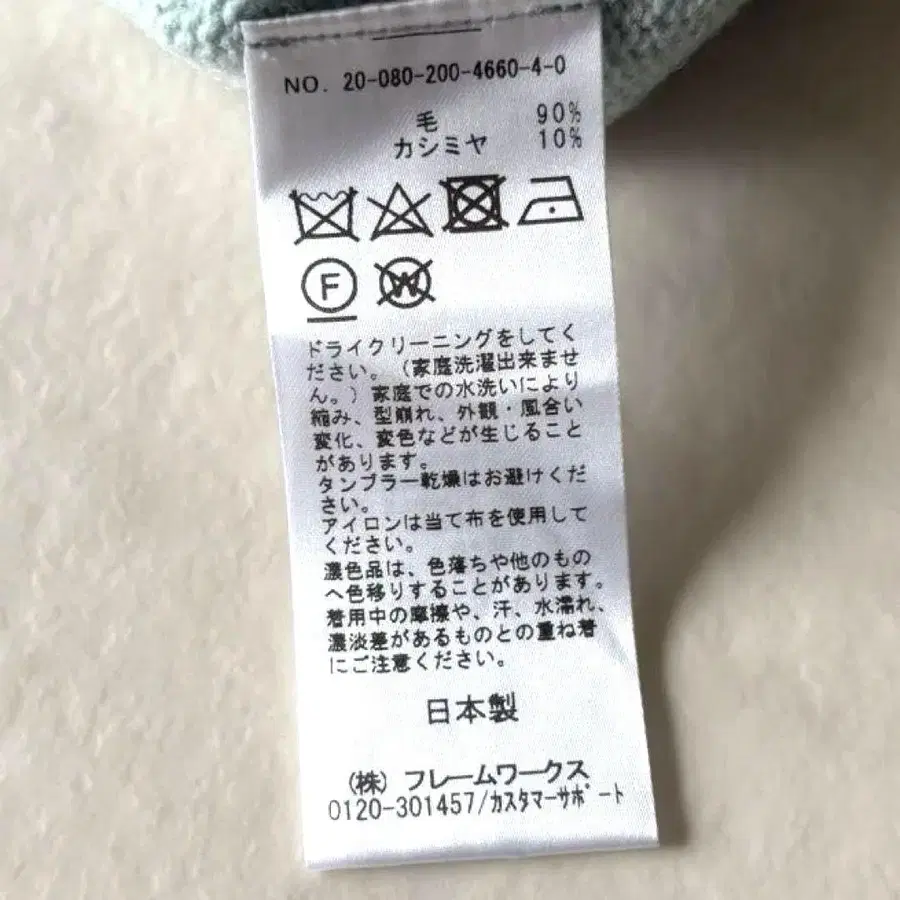 NO. 20-080-200-4660-4-0
毛 90%
カシミヤ 10%
F
W
ドライクリーニングをしてく
ださい。（家庭洗濯出来ませ
ん。）家庭での水洗いにより
縮み、型崩れ、外観・風合い
変化、変色などが生じること
があります。
タンブラー乾燥はお避けくだ
さい。
アイロンは当て布を使用して
ください。
濃色品は、色落ちや他のもの
へ色移りすることがあります。
着用中の摩擦や、汗、水濡れ、
濃淡差があるものとの重ね着
にご注意ください。
日本製
（株）フレームワークス
0120-301457/カスタマーサポート